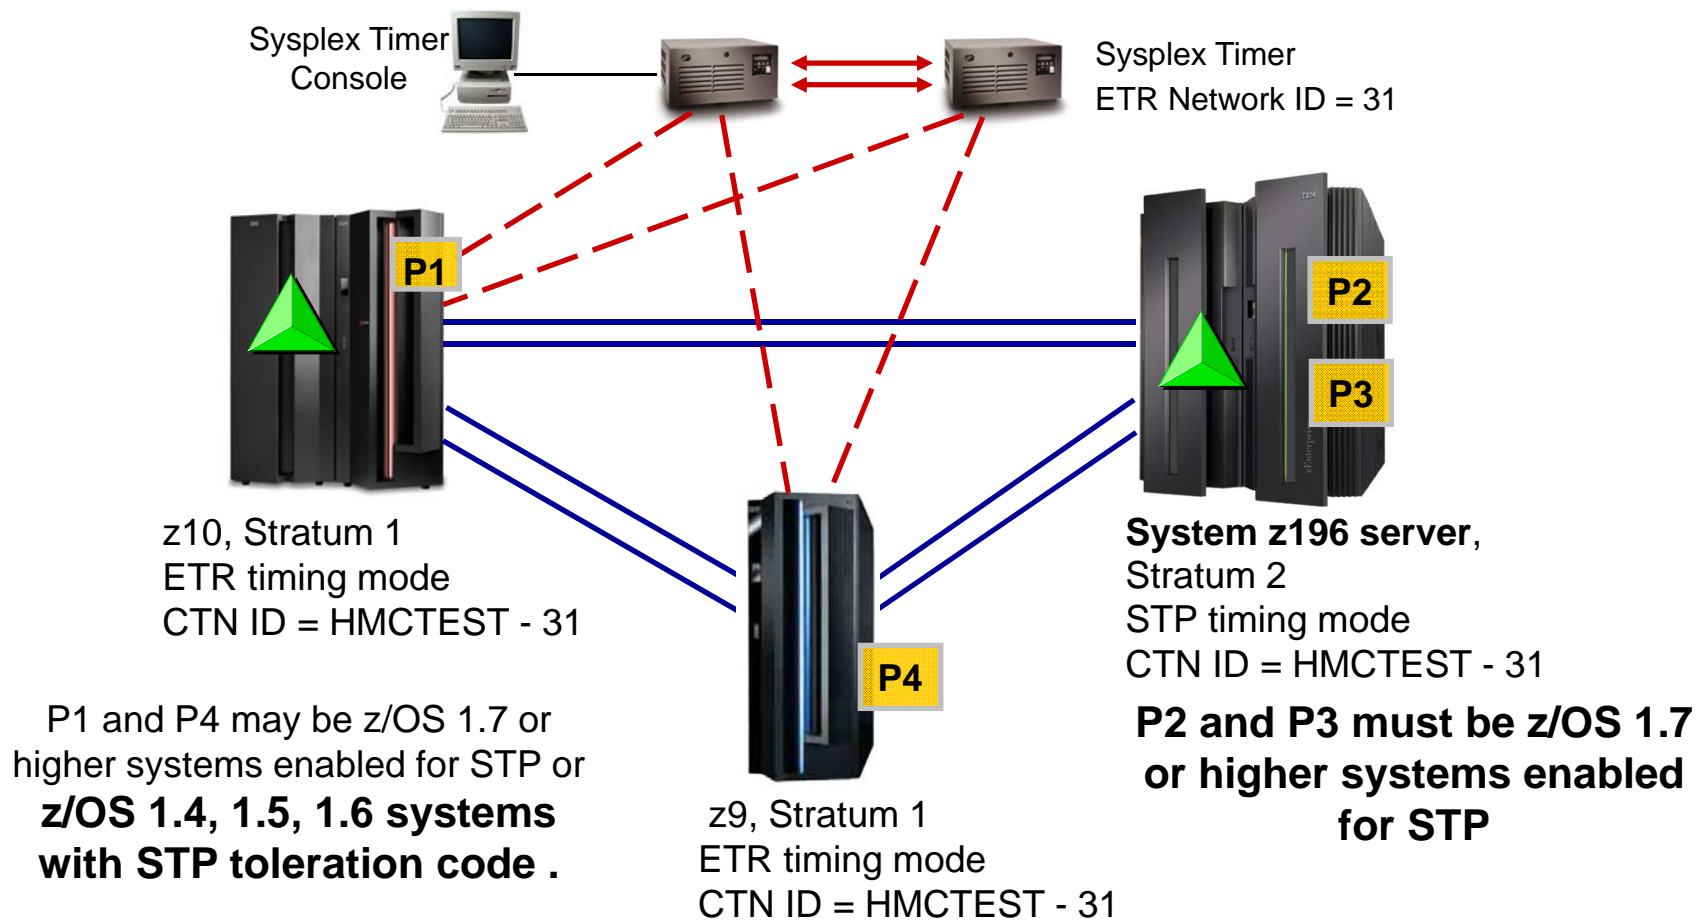 Sysplex Timer
Console
Sysplex Timer
ETR Network ID = 31
IBM
P1
P2
P3
z10, Stratum 1
ETR timing mode
CTN ID = HMCTEST - 31
System z196 server,
Stratum 2
STP timing mode
CTN ID = HMCTEST - 31
P4
P1 and P4 may be z/OS 1.7 or
higher systems enabled for STP or
z/OS 1.4, 1.5, 1.6 systems
with STP toleration code .
P2 and P3 must be z/OS 1.7
or higher systems enabled
for STP
z9, Stratum 1
ETR timing mode
CTN ID = HMCTEST - 31